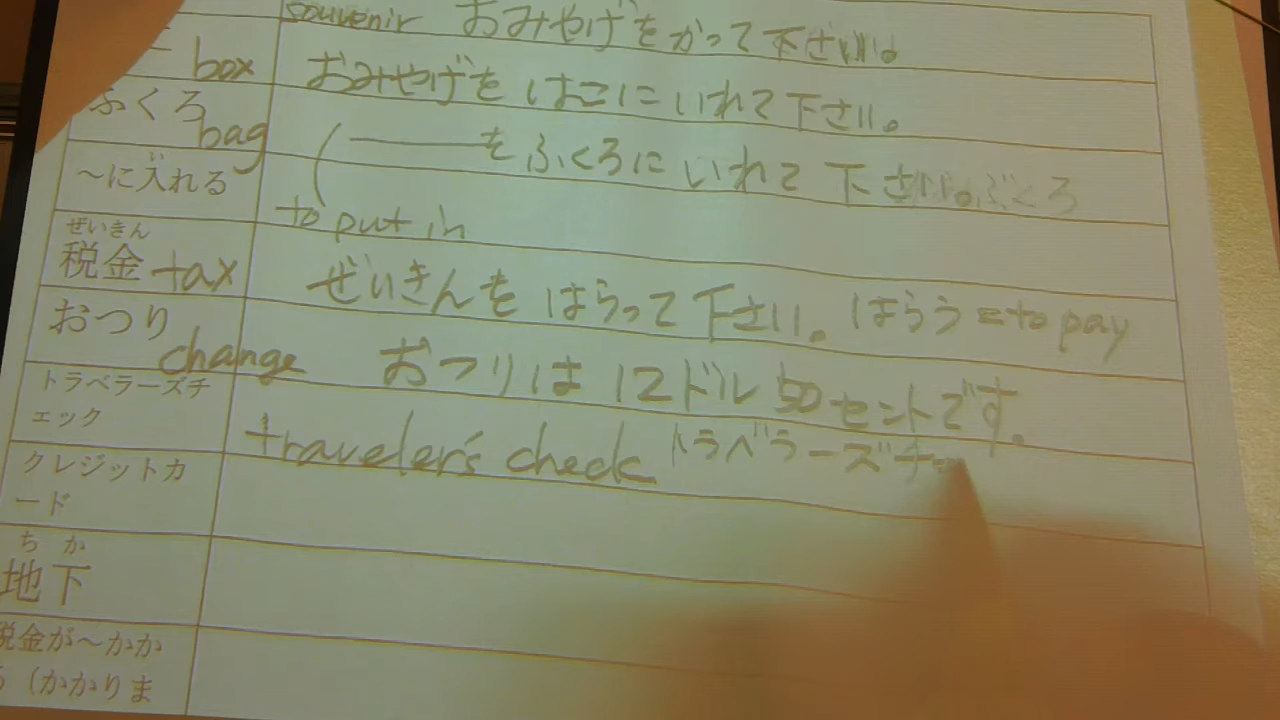 souvenir おみやげをかって下さい。
こ box おみやげを はこに いれて下さい。
ふくろ bag (——を ふくろに いれて 下さい。ぶくろ
～に入れる
い
to put in
ぜいきん
税金 tax ぜいきんを はらって 下さい。 はらう=to pay
おつり change おつりは 12ドル 50セントです。
トラベラーズチ
ェック traveler's check トラベラーズチ
クレジットカ
ード
ちか
地下
税金が～かか
る（かかりま